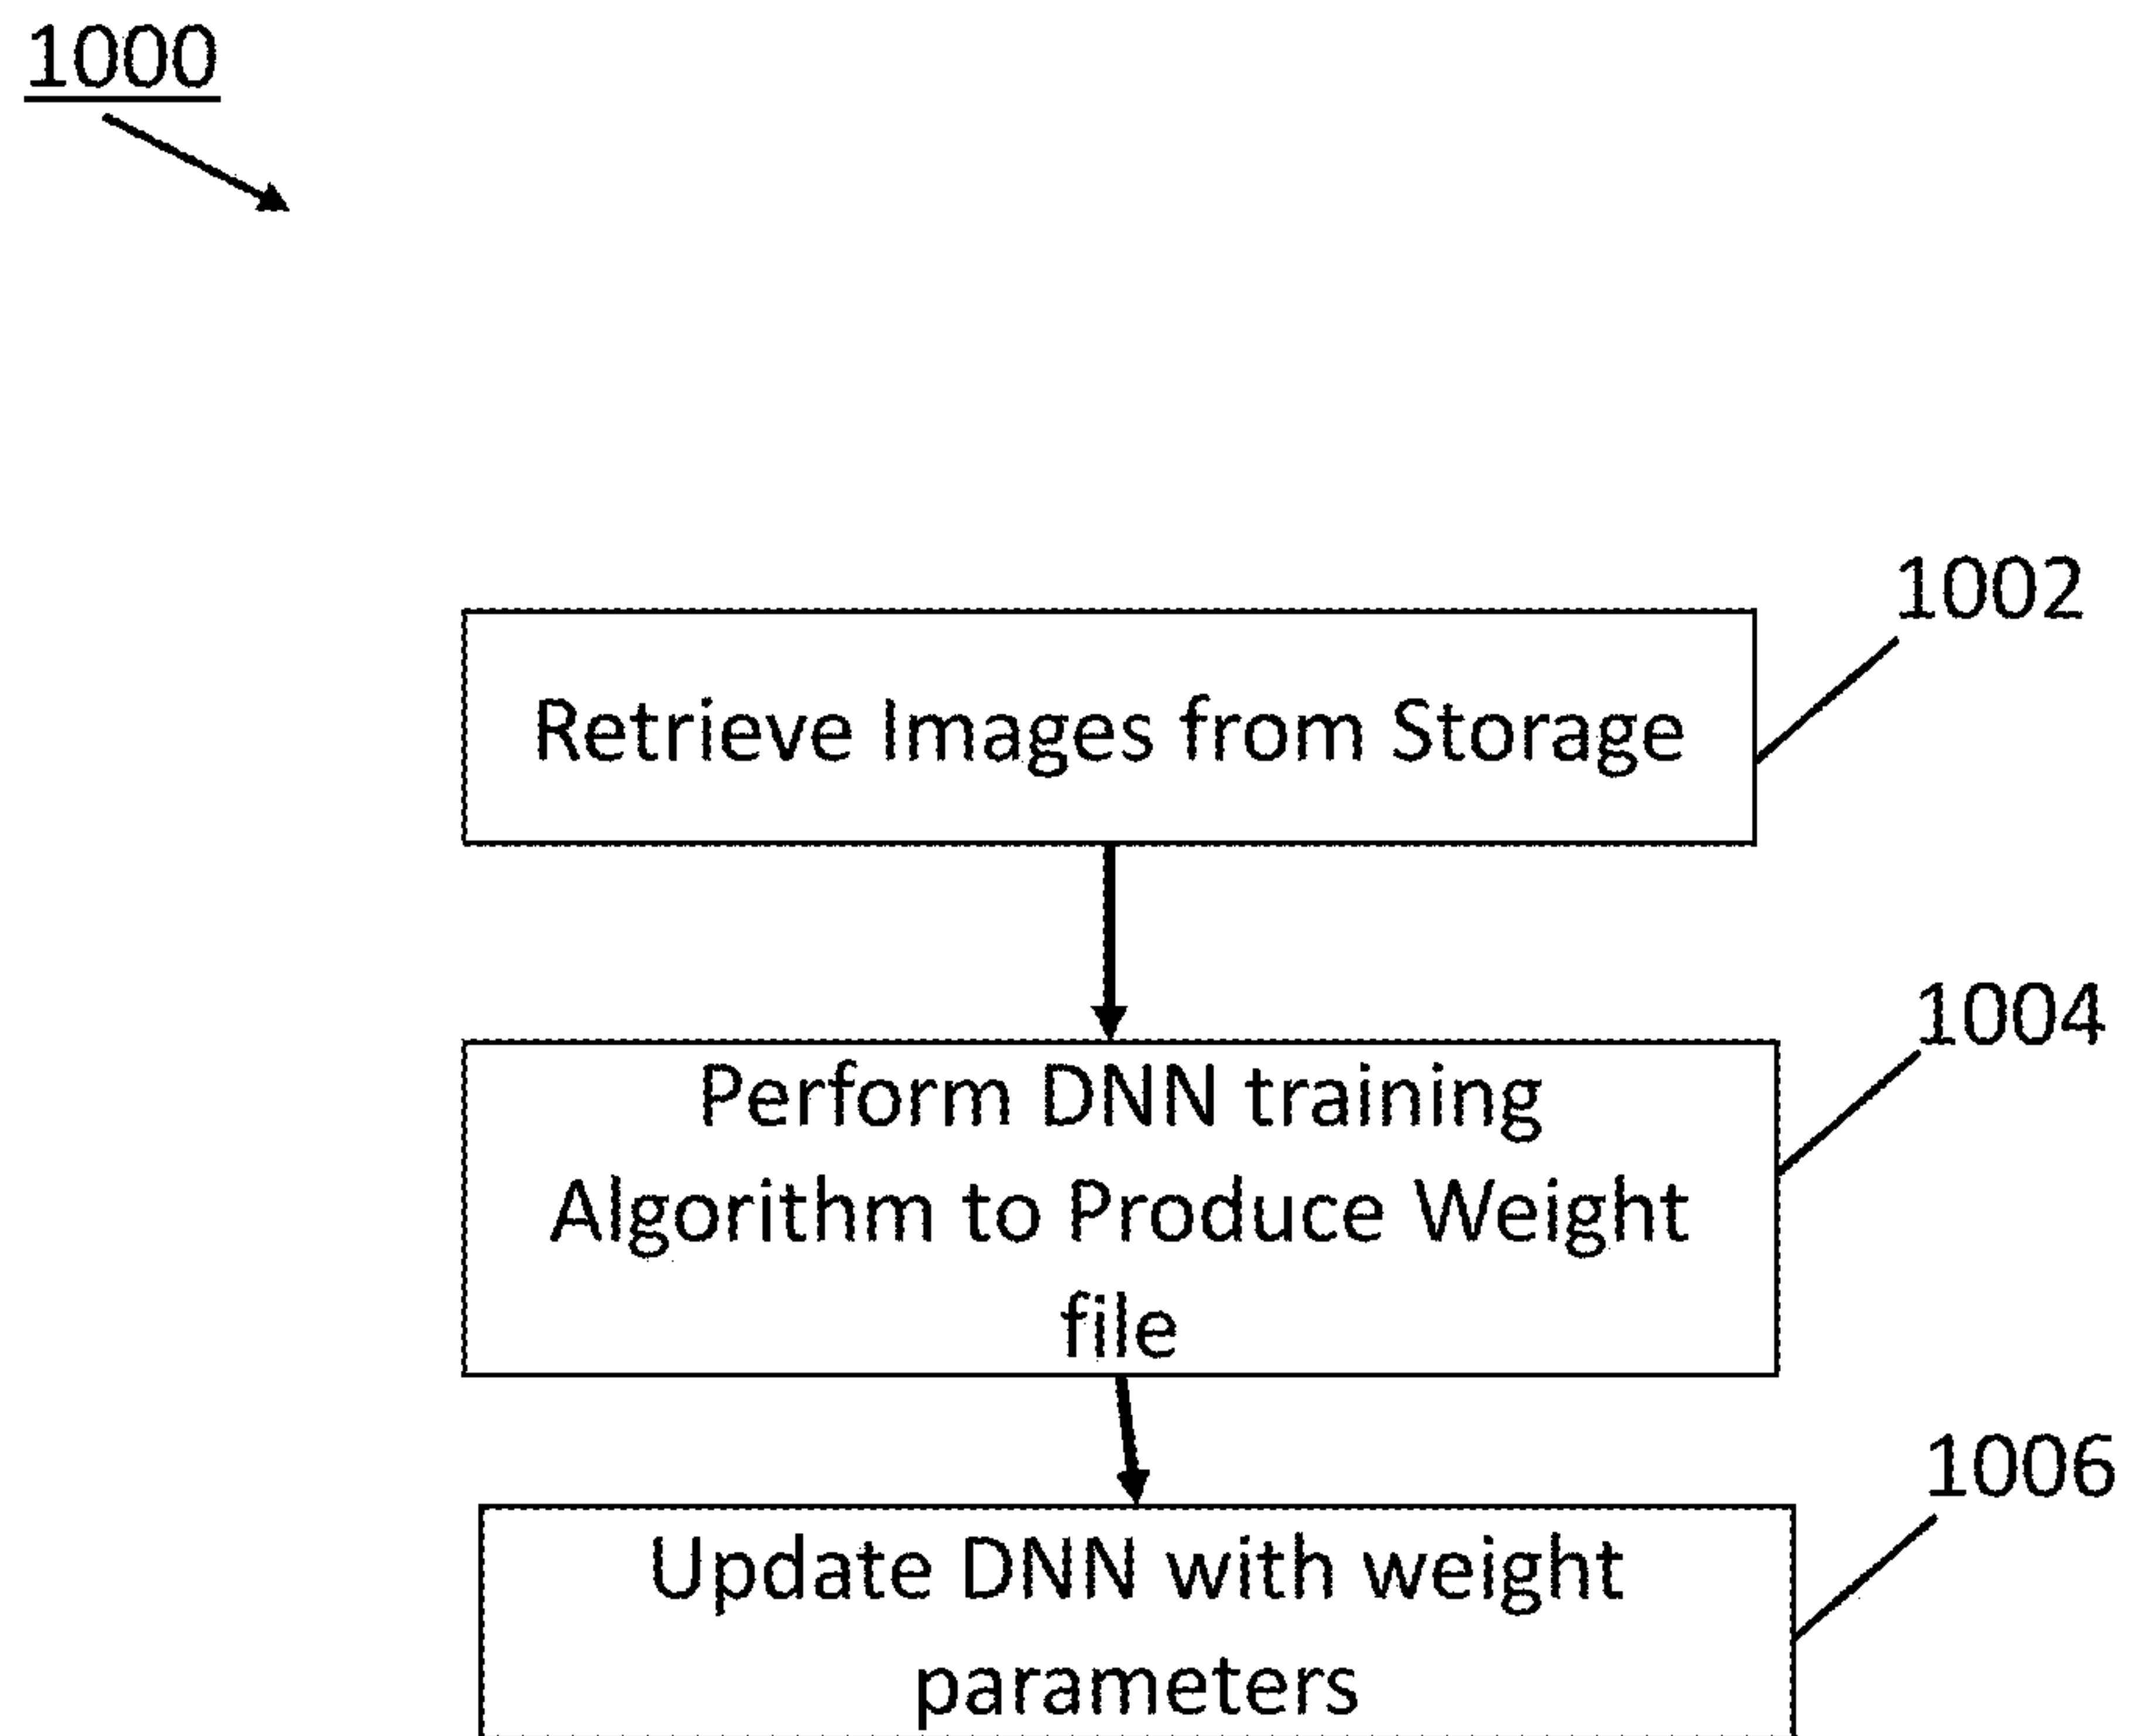 1000
1002
Retrieve Images from Storage
1004
Perform DNN training
Algorithm to Produce Weight
file
1006
Update DNN with weight
parameters